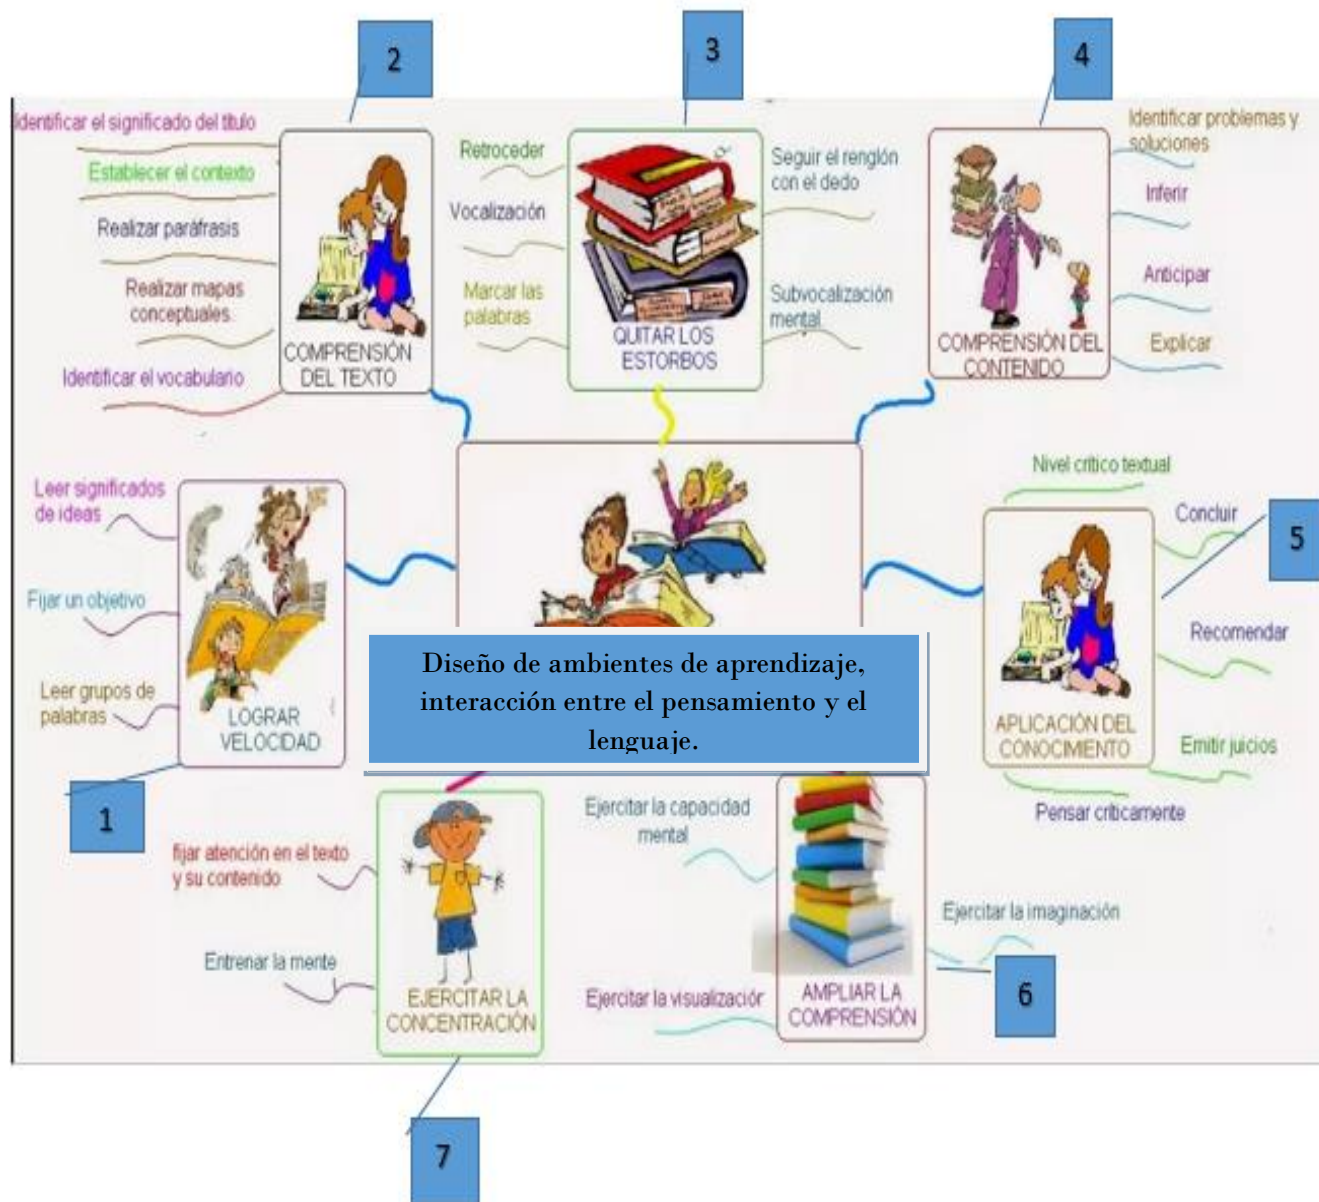 2
3
4
Identificar el significado del título
Establecer el contexto
Realizar paráfrasis
Realizar mapas
conceptuales.
Identificar el vocabulario
COMPRENSIÓN
DEL TEXTO
Retroceder
Vocalización
Marcar las
palabras
QUITAR LOS
ESTORBOS
Seguir el renglón
con el dedo
Subvocalización
mental
COMPRENSIÓN DEL
CONTENIDO
Identificar problemas y
soluciones
Inferir
Anticipar
Explicar
Leer significados
de ideas
Fijar un objetivo
Leer grupos de
palabras
LOGRAR
VELOCIDAD
1
Diseño de ambientes de aprendizaje,
interacción entre el pensamiento y el
lenguaje.
Nivel crítico textual
Concluir
5
Recomendar
Emitir juicios
Pensar críticamente
APLICACIÓN DEL
CONOCIMIENTO
fijar atención en el texto
y su contenido
Entrenar la mente
EJERCITAR LA
CONCENTRACIÓN
7
Ejercitar la capacidad
mental
Ejercitar la visualización
AMPLIAR LA
COMPRENSIÓN
Ejercitar la imaginación
6